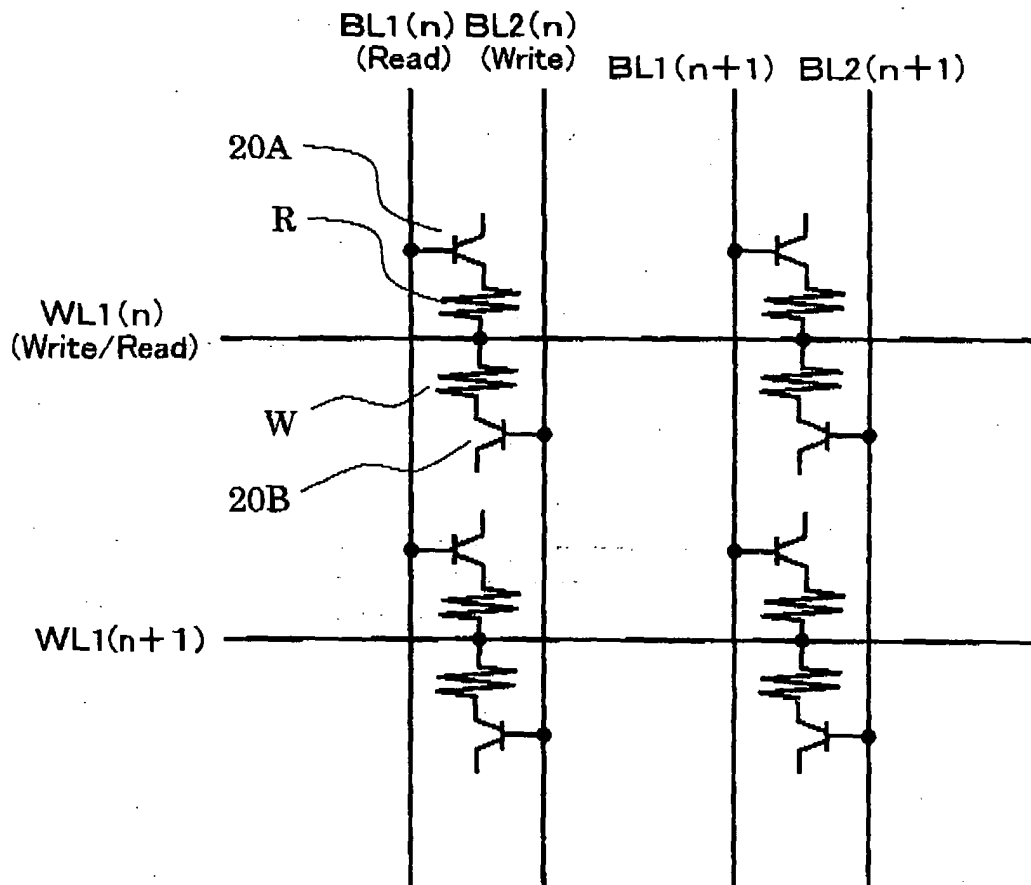 BL1(n) BL2(n)
(Read) (Write)
BL1(n+1) BL2(n+1)
20A
R
WL1(n)
(Write/Read)
W
20B
WL1(n+1)